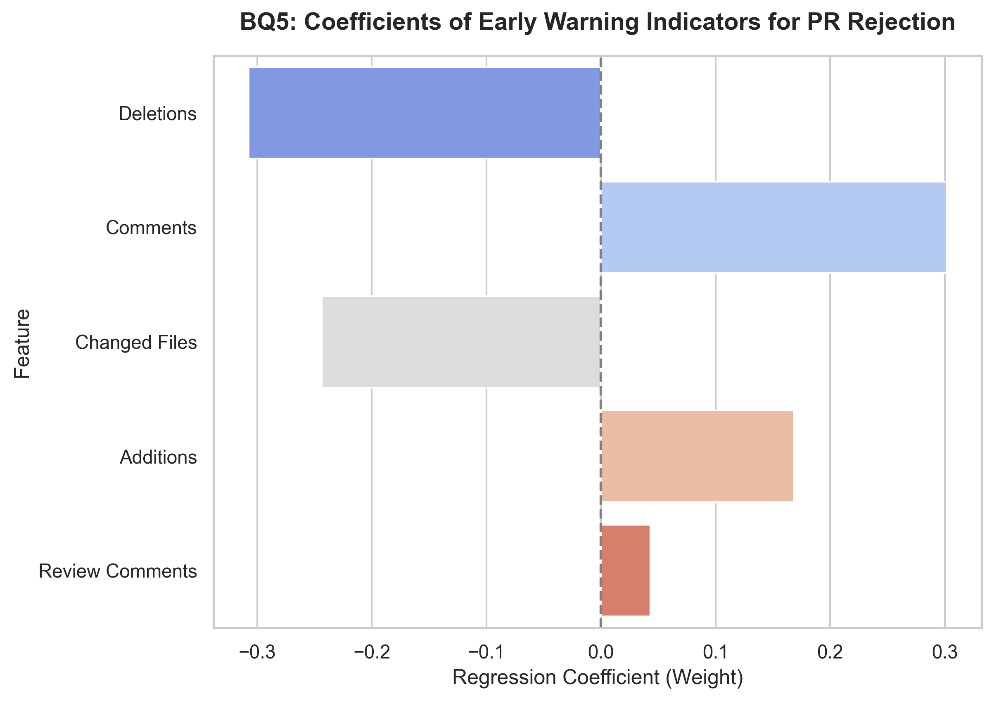 BQ5: Coefficients of Early Warning Indicators for PR Rejection
Feature
Deletions
Comments
Changed Files
Additions
Review Comments
−0.3 −0.2 −0.1 0.0 0.1 0.2 0.3
Regression Coefficient (Weight)